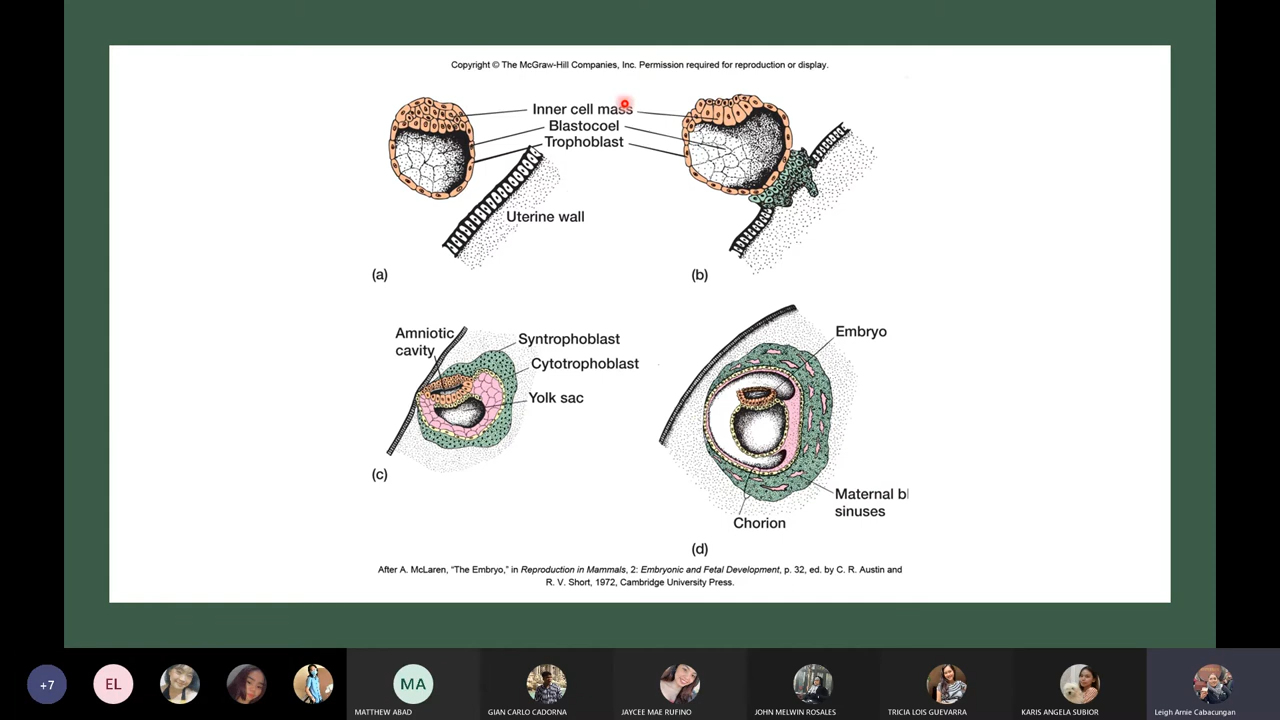 Copyright © The McGraw-Hill Companies, Inc. Permission required for reproduction or display.
Inner cell mass
Blastocoel
Trophoblast
Uterine wall
(a)
(b)
Amniotic
cavity
Syntrophoblast
Cytotrophoblast
Yolk sac
(c)
Embryo
Maternal bl
sinuses
Chorion
(d)
After A. McLaren, "The Embryo," in Reproduction in Mammals, 2: Embryonic and Fetal Development, p. 32, ed. by C. R. Austin and
R. V. Short, 1972, Cambridge University Press.
+7
EL
MA
MATTHEW ABAD
GIAN CARLO CADORNA
JAYCEE MAE RUFINO
JOHN MELWIN ROSALES
TRICIA LOIS GUEVARRA
KARIS ANGELA SUBIOR
Leigh Arnie Cabacungan